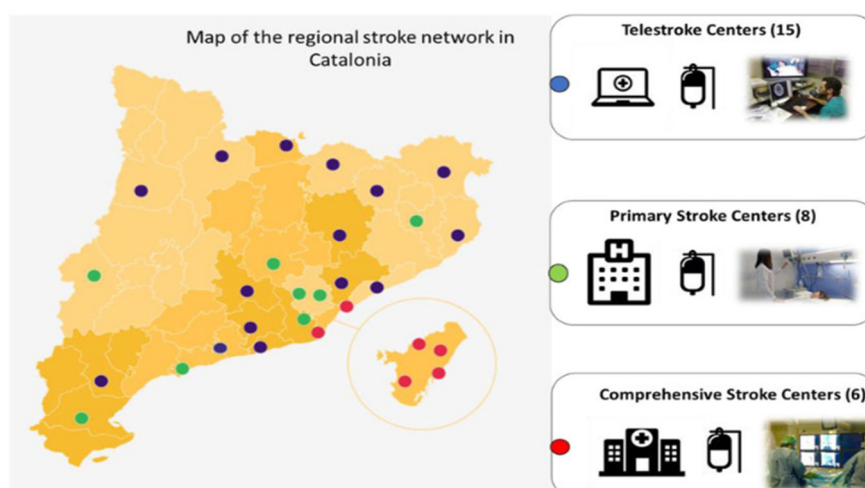 Map of the regional stroke network in
Catalonia
Telestroke Centers (15)
Primary Stroke Centers (8)
H
Comprehensive Stroke Centers (6)